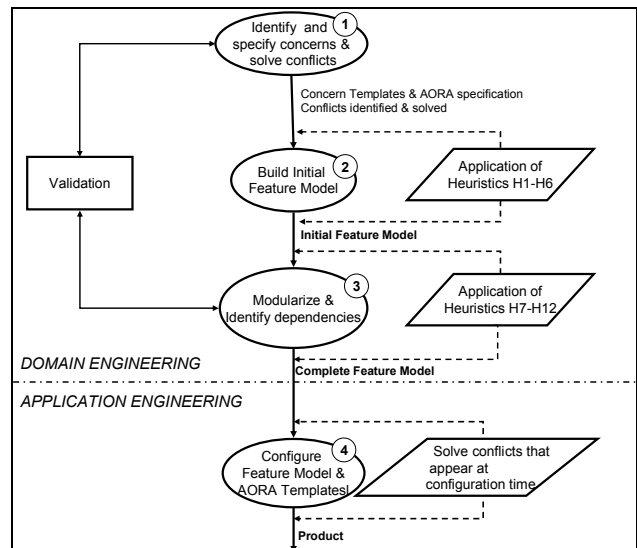 1
Identify and
specify concerns &
solve conflicts
Concern Templates & AORA specification
Conflicts identified & solved
Validation
2
Build Initial
Feature Model
Application of
Heuristics H1-H6
Initial Feature Model
3
Modularize &
Identify dependencies
Application of
Heuristics H7-H12
DOMAIN ENGINEERING
Complete Feature Model
APPLICATION ENGINEERING
4
Configure
Feature Model &
AORA Templates!
Solve conflicts that
appear at
configuration time
Product